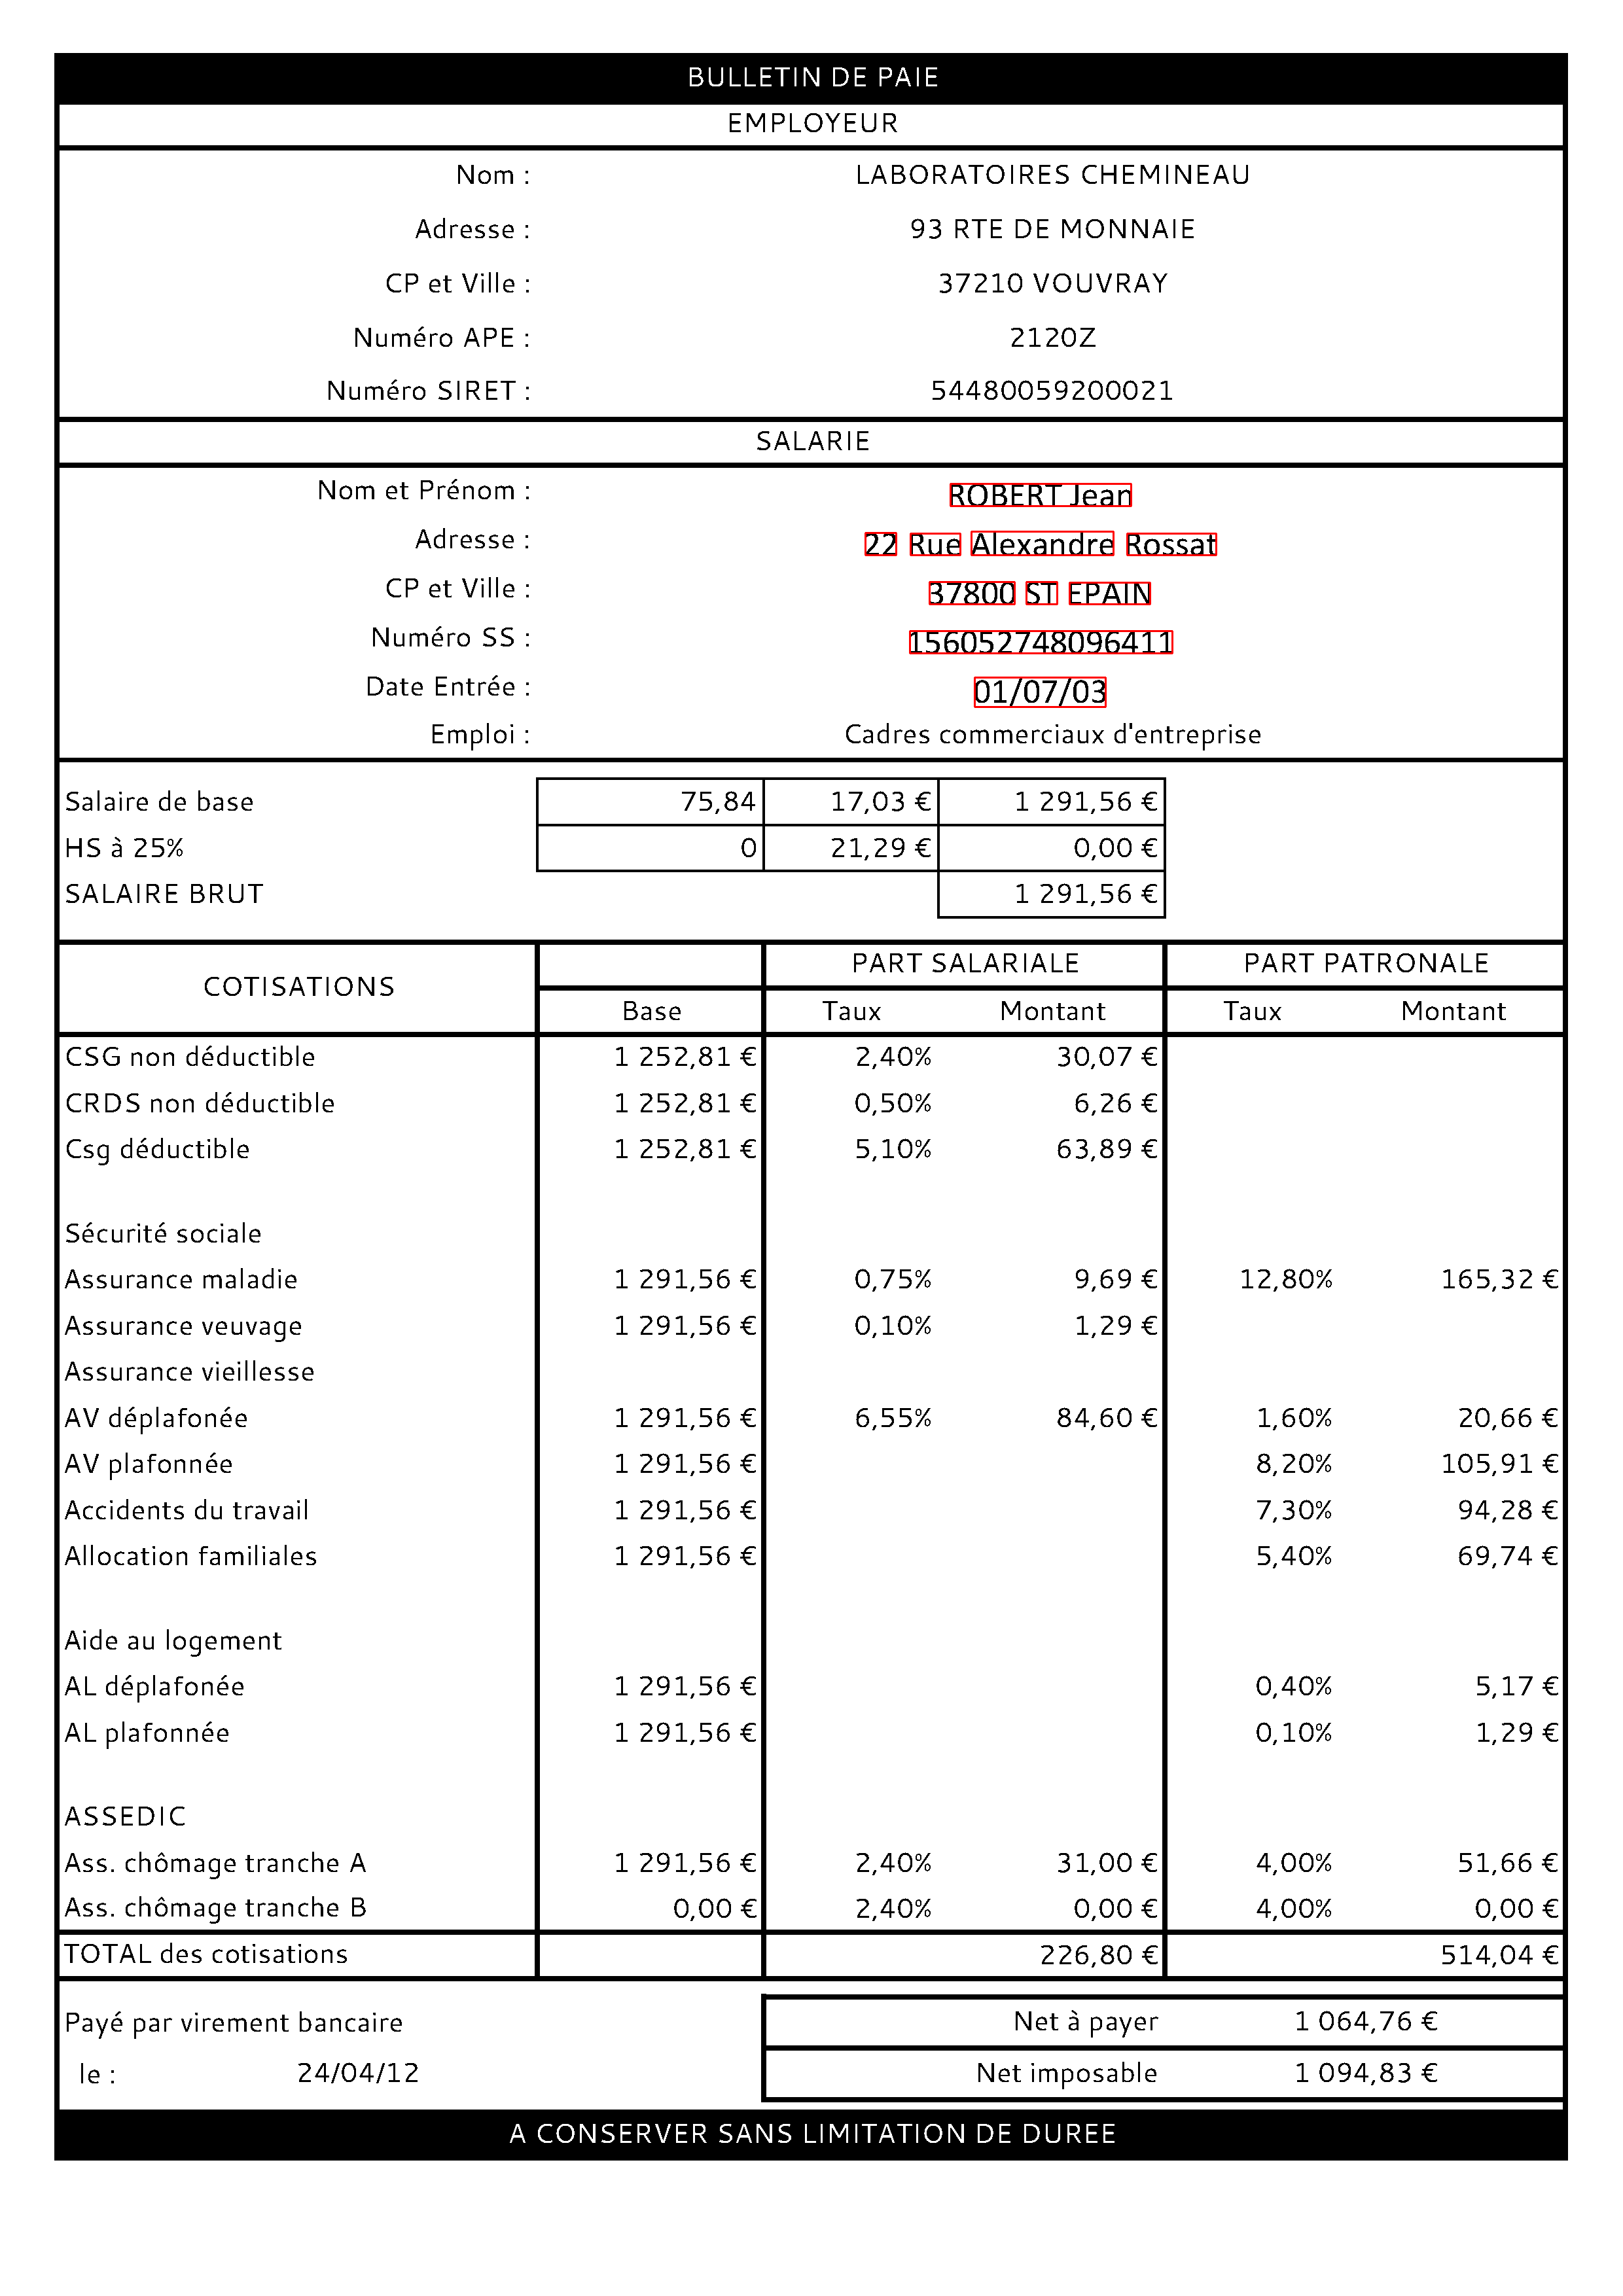 BULLETIN DE PAIE
EMPLOYEUR
Nom : LABORATOIRES CHEMINEAU
Adresse : 93 RTE DE MONNAIE
CP et Ville : 37210 VOUVRAY
Numéro APE : 2120Z
Numéro SIRET : 54480059200021
SALARIE
Nom et Prénom : ROBERT Jean
Adresse : 22 Rue Alexandre Rossat
CP et Ville : 37800 ST EPAIN
Numéro SS : 156052748096411
Date Entrée : 01/07/03
Emploi : Cadres commerciaux d'entreprise
Salaire de base 75,84 17,03 € 1 291,56 €
HS à 25% 0 21,29 € 0,00 €
SALAIRE BRUT 1 291,56 €
COTISATIONS PART SALARIALE PART PATRONALE
Base Taux Montant Taux Montant
CSG non déductible 1 252,81 € 2,40% 30,07 €
CRDS non déductible 1 252,81 € 0,50% 6,26 €
Csg déductible 1 252,81 € 5,10% 63,89 €
Sécurité sociale
Assurance maladie 1 291,56 € 0,75% 9,69 € 12,80% 165,32 €
Assurance veuvage 1 291,56 € 0,10% 1,29 €
Assurance vieillesse
AV déplafonée 1 291,56 € 6,55% 84,60 € 1,60% 20,66 €
AV plafonnée 1 291,56 € 8,20% 105,91 €
Accidents du travail 1 291,56 € 7,30% 94,28 €
Allocation familiales 1 291,56 € 5,40% 69,74 €
Aide au logement
AL déplafonée 1 291,56 € 0,40% 5,17 €
AL plafonnée 1 291,56 € 0,10% 1,29 €
ASSEDIC
Ass. chômage tranche A 1 291,56 € 2,40% 31,00 € 4,00% 51,66 €
Ass. chômage tranche B 0,00 € 2,40% 0,00 € 4,00% 0,00 €
TOTAL des cotisations 226,80 € 514,04 €
Payé par virement bancaire Net à payer 1 064,76 €
le : 24/04/12 Net imposable 1 094,83 €
A CONSERVER SANS LIMITATION DE DUREE